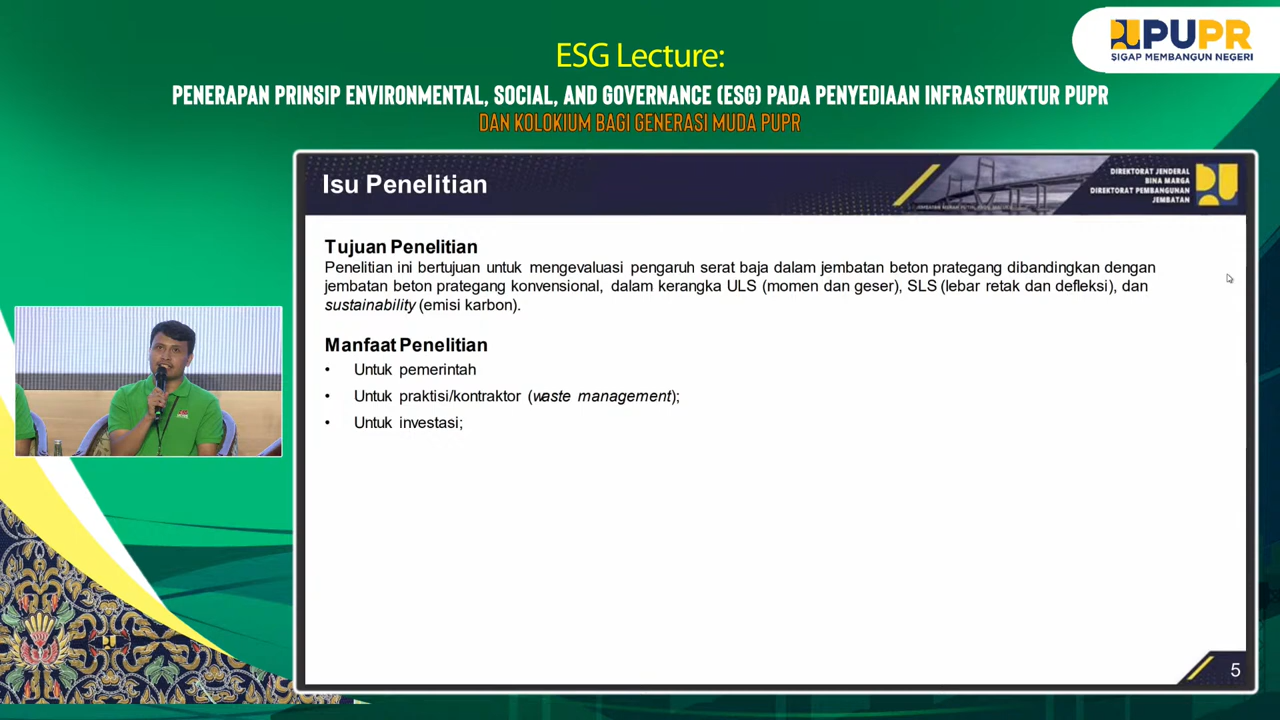 PUPR
SIGAP MEMBANGUN NEGERI
ESG Lecture:
PENERAPAN PRINSIP ENVIRONMENTAL, SOCIAL, AND GOVERNANCE (ESG) PADA PENYEDIAAN INFRASTRUKTUR PUPR
DAN KOLOKIUM BAGI GENERASI MUDA PUPR
Isu Penelitian
DIREKTORAT JENDERAL
BINA MARGA
DIREKTORAT PEMBANGUNAN
JEMBATAN
Tujuan Penelitian
Penelitian ini bertujuan untuk mengevaluasi pengaruh serat baja dalam jembatan beton prategang dibandingkan dengan
jembatan beton prategang konvensional, dalam kerangka ULS (momen dan geser), SLS (lebar retak dan defleksi), dan
sustainability (emisi karbon).
Manfaat Penelitian
• Untuk pemerintah
• Untuk praktisi/kontraktor (waste management);
• Untuk investasi;
5